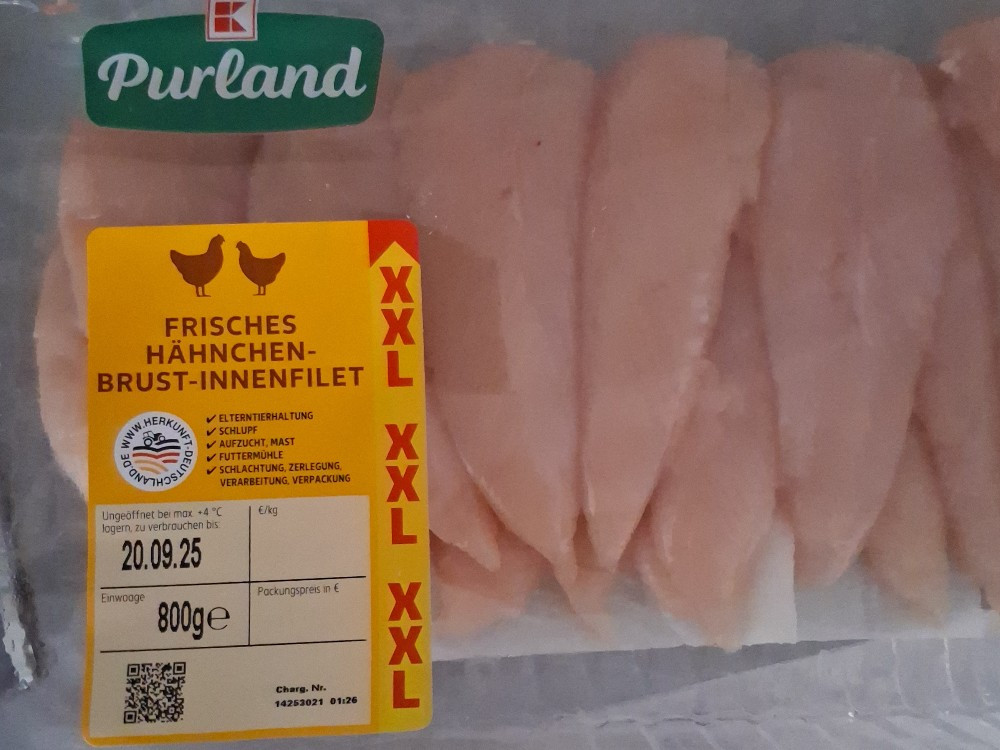 K
Purland
FRISCHES
HÄHNCHEN-
BRUST-INNENFILET
XXL XXL XXL
WWW.HERKUNFT-DEUTSCHLAND.DE
✔ ELTERNTIERHALTUNG
✔ SCHLUPF
✔ AUFZUCHT, MAST
✔ FUTTERMÜHLE
✔ SCHLACHTUNG, ZERLEGUNG,
VERARBEITUNG, VERPACKUNG
Ungeöffnet bei max. +4 °C
lagern, zu verbrauchen bis:
20.09.25
€/kg
Einwaage
800g e
Packungspreis in €
Charg. Nr.
14253021 01:26